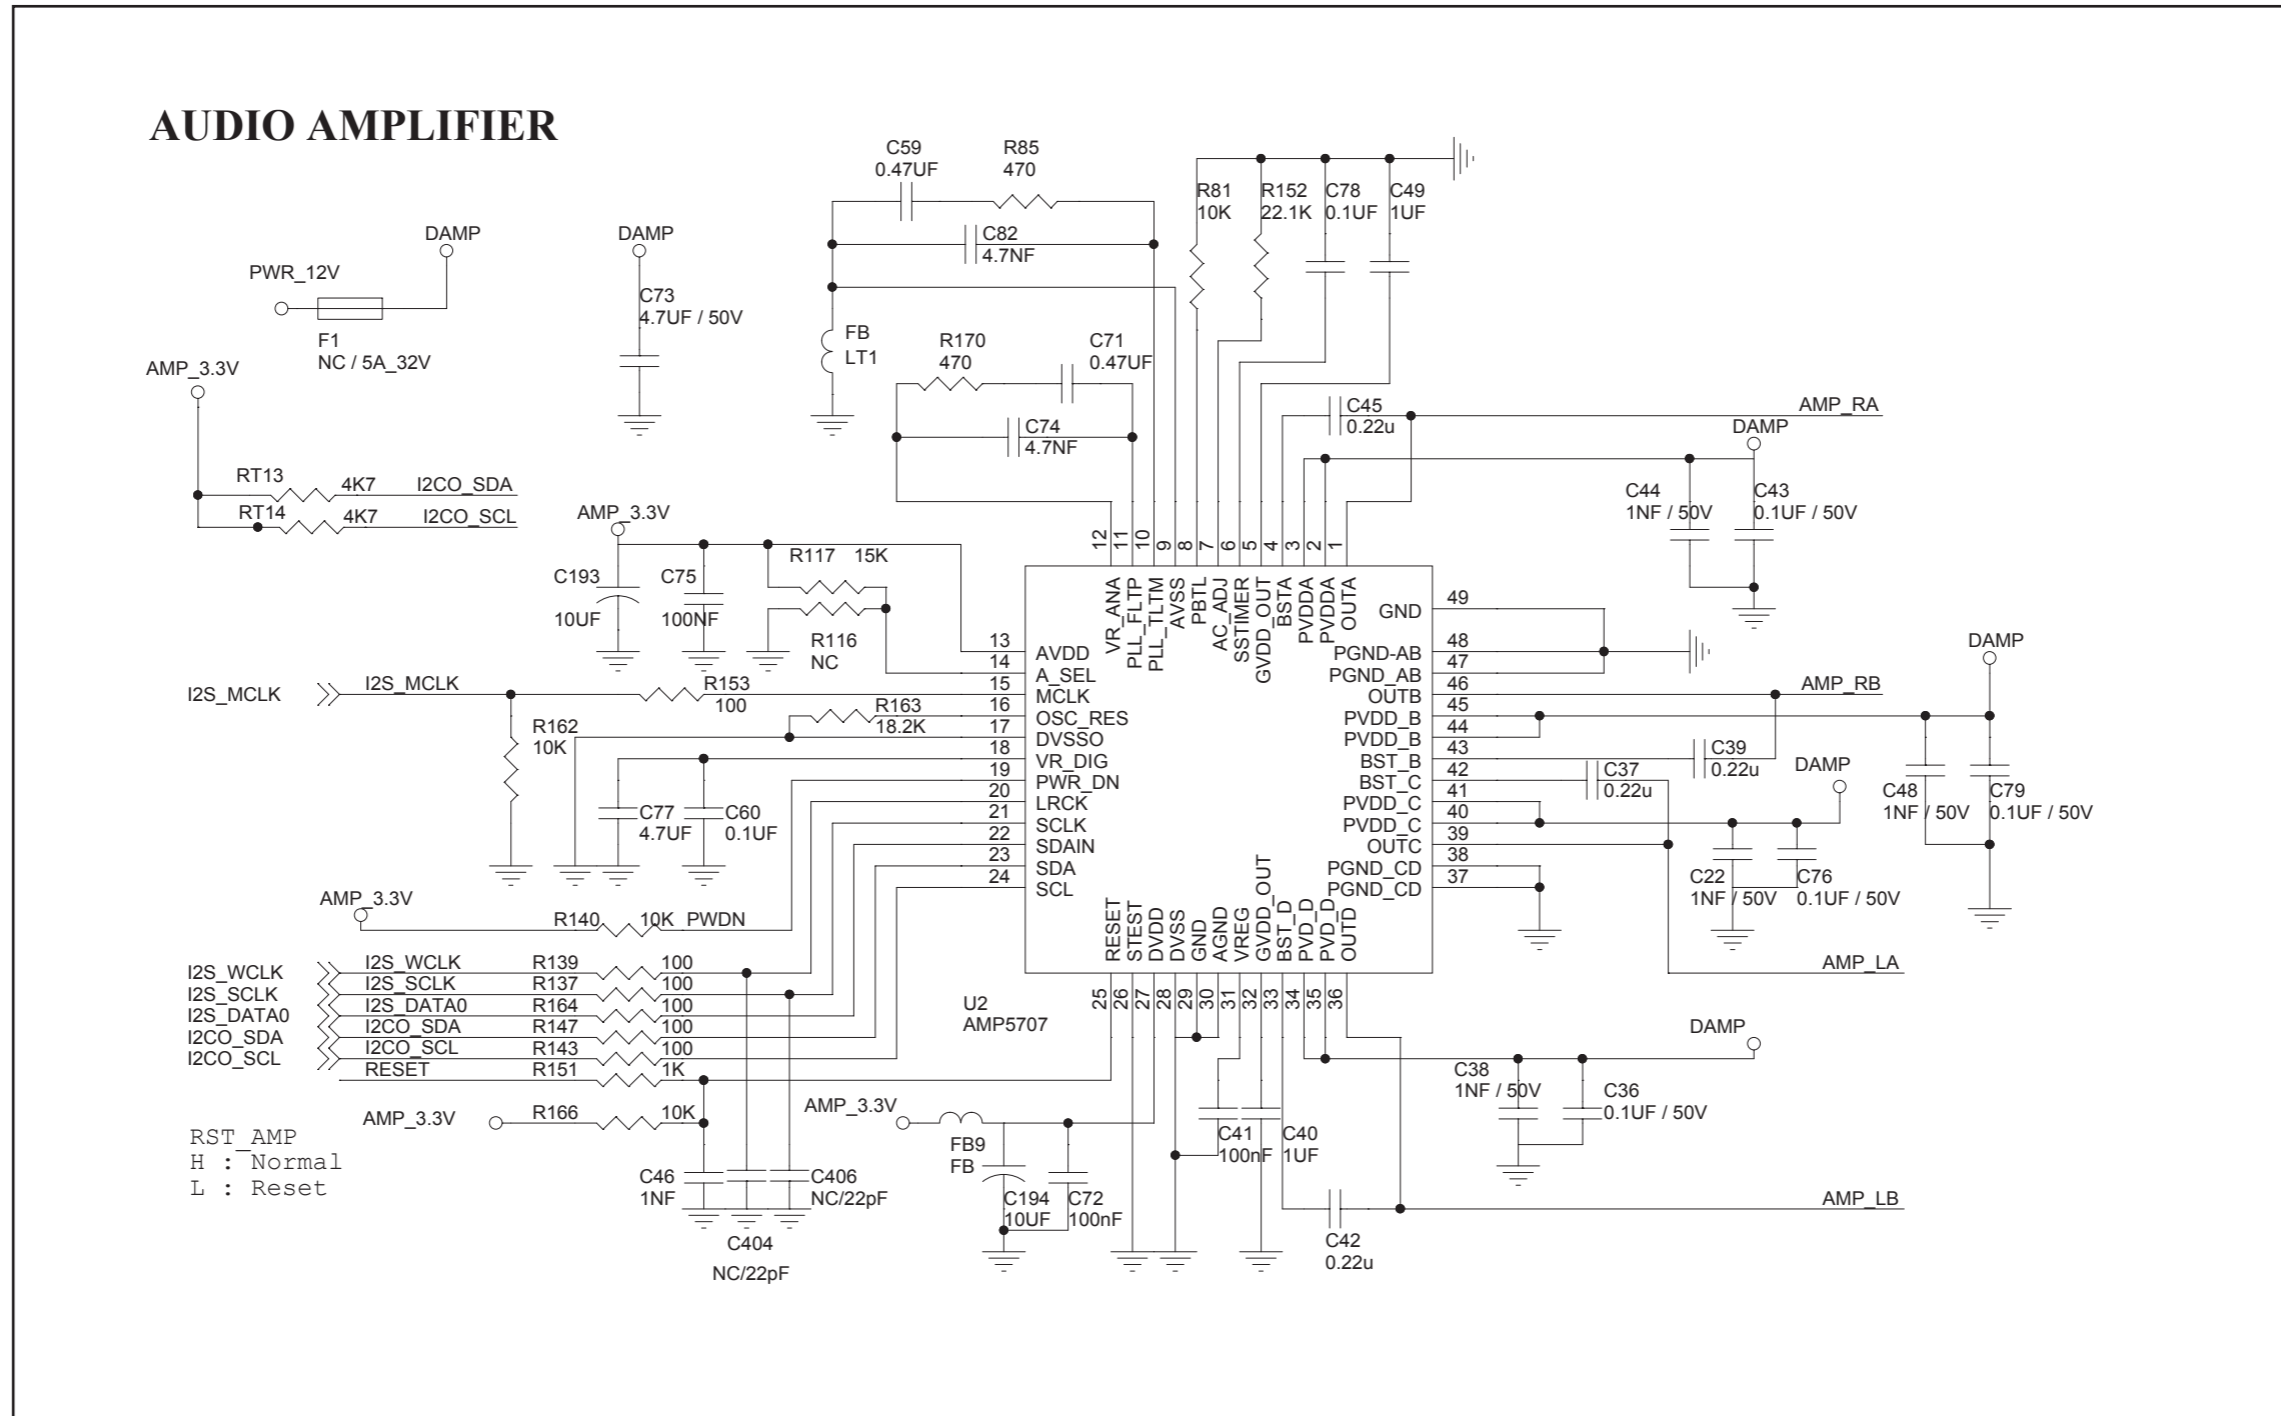 AUDIO AMPLIFIER
C59
0.47UF
R85
470
C82
4.7NF
R81
10K
R152
22.1K
C78
0.1UF
C49
1UF
DAMP
PWR_12V
F1
NC / 5A_32V
DAMP
C73
4.7UF / 50V
FB
LT1
R170
470
C71
0.47UF
C74
4.7NF
C45
0.22u
AMP_RA
DAMP
C44
1NF / 50V
C43
0.1UF / 50V
AMP_3.3V
RT13 4K7 I2CO_SDA
RT14 4K7 I2CO_SCL
AMP_3.3V
C193
10UF
C75
100NF
R117 15K
R116
NC
12 11 10 9 8 7 6 5 4 3 2 1
VR_ANA
PLL_FLTP
PLL_TLTM
AVSS
PBTL
AC_ADJ
SSTIMER
GVDD_OUT
BSTA
PVDDA
PVDDA
OUTA
13 AVDD
14 A_SEL
15 MCLK
16 OSC_RES
17 DVSSO
18 VR_DIG
19 PWR_DN
20 LRCK
21 SCLK
22 SDAIN
23 SDA
24 SCL
GND 49
PGND-AB 48
PGND_AB 47
OUTB 46
PVDD_B 45
PVDD_B 44
BST_B 43
BST_C 42
PVDD_C 41
PVDD_C 40
OUTC 39
PGND_CD 38
PGND_CD 37
RESET
STEST
DVDD
DVSS
GND
AGND
VREG
GVDD_OUT
BST_D
PVD_D
PVD_D
OUTD
25 26 27 28 29 30 31 32 33 34 35 36
U2
AMP5707
I2S_MCLK
I2S_MCLK
R153
100
R162
10K
R163
18.2K
C77
4.7UF
C60
0.1UF
AMP_RB
DAMP
C39
0.22u
C37
0.22u
DAMP
C48
1NF / 50V
C79
0.1UF / 50V
C22
1NF / 50V
C76
0.1UF / 50V
AMP_LA
AMP_3.3V
R140 10K PWDN
I2S_WCLK I2S_WCLK R139 100
I2S_SCLK I2S_SCLK R137 100
I2S_DATA0 I2S_DATA0 R164 100
I2CO_SDA I2CO_SDA R147 100
I2CO_SCL I2CO_SCL R143 100
RESET R151 1K
AMP_3.3V R166 10K
RST_AMP
H : Normal
L : Reset
C46
1NF
C406
NC/22pF
C404
NC/22pF
AMP_3.3V
FB9
FB
C194
10UF
C72
100nF
C41
100nF
C40
1UF
C42
0.22u
DAMP
C38
1NF / 50V
C36
0.1UF / 50V
AMP_LB